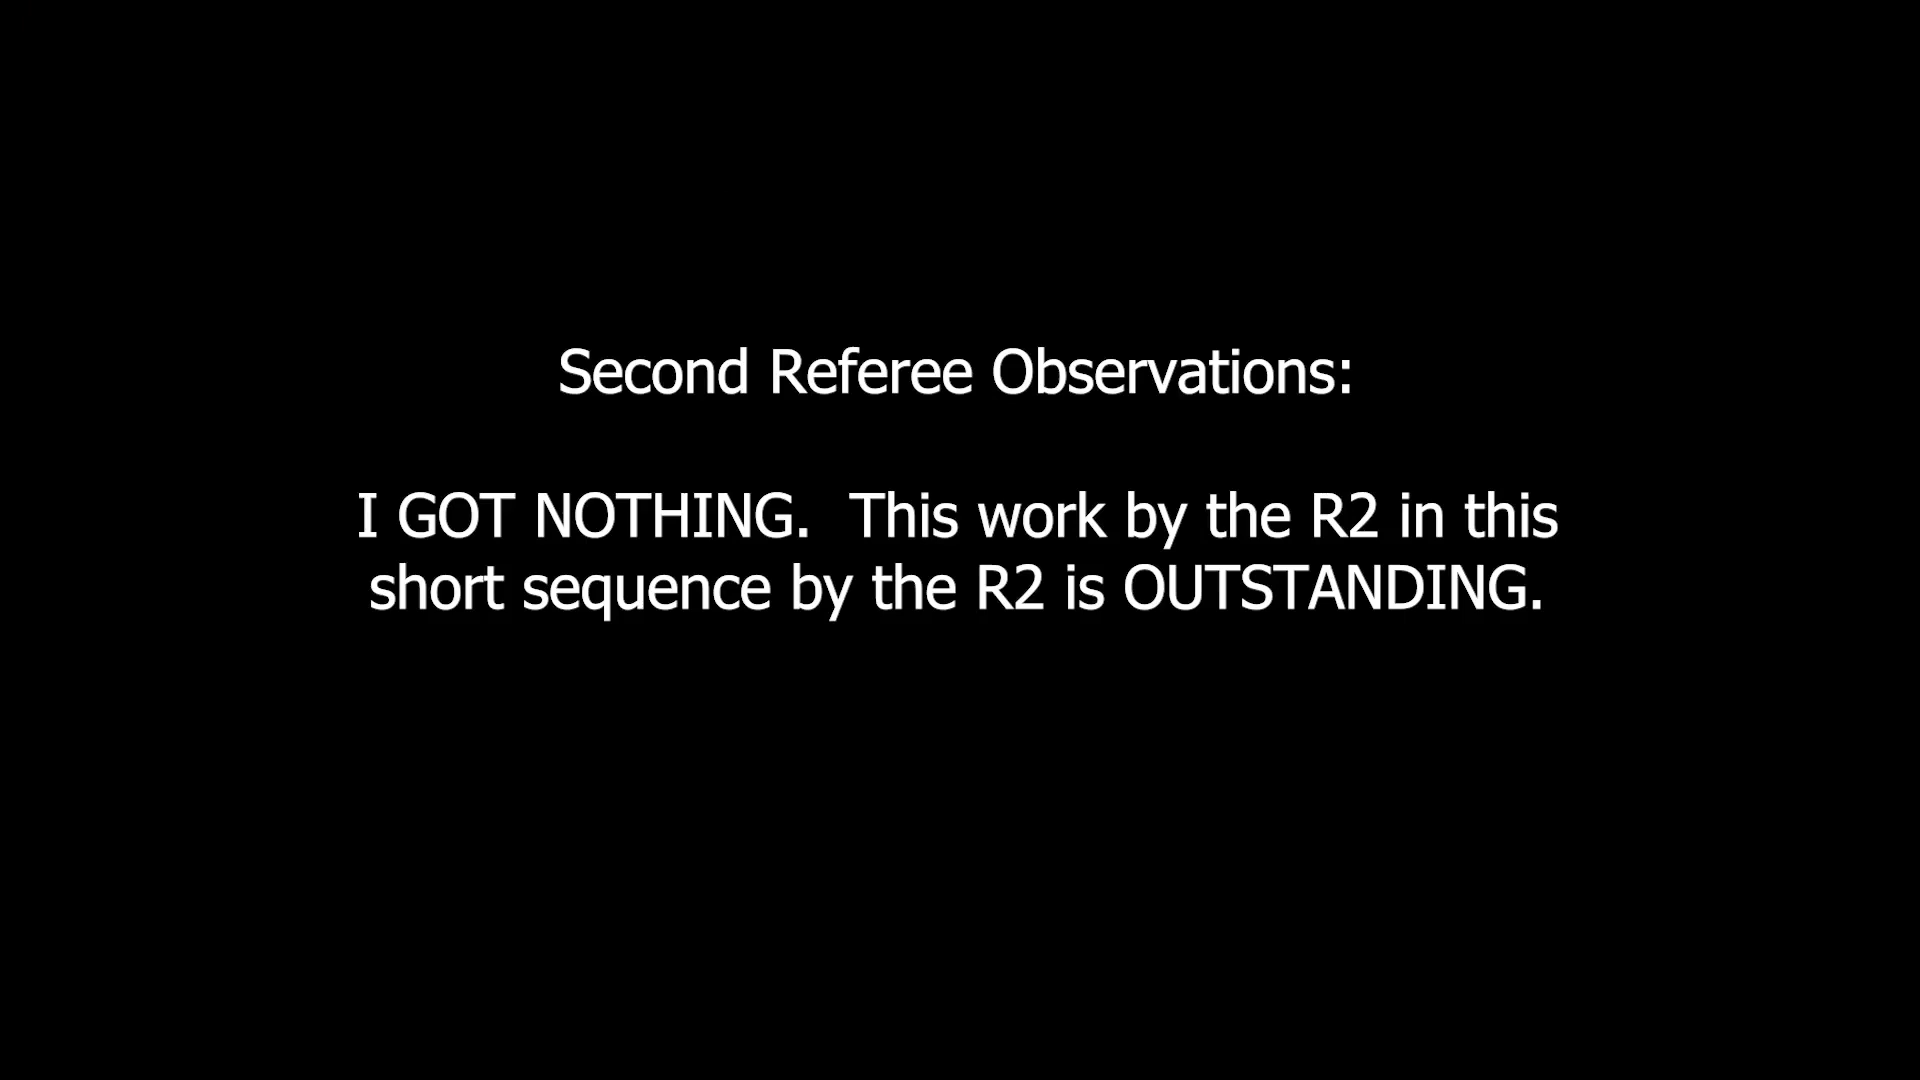 Second Referee Observations:
I GOT NOTHING.  This work by the R2 in this
short sequence by the R2 is OUTSTANDING.